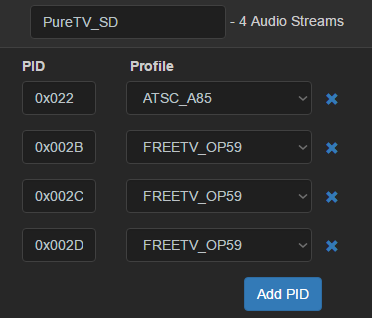 PureTV_SD - 4 Audio Streams
PID Profile
0x022 ATSC_A85
0x002B FREETV_OP59
0x002C FREETV_OP59
0x002D FREETV_OP59
Add PID